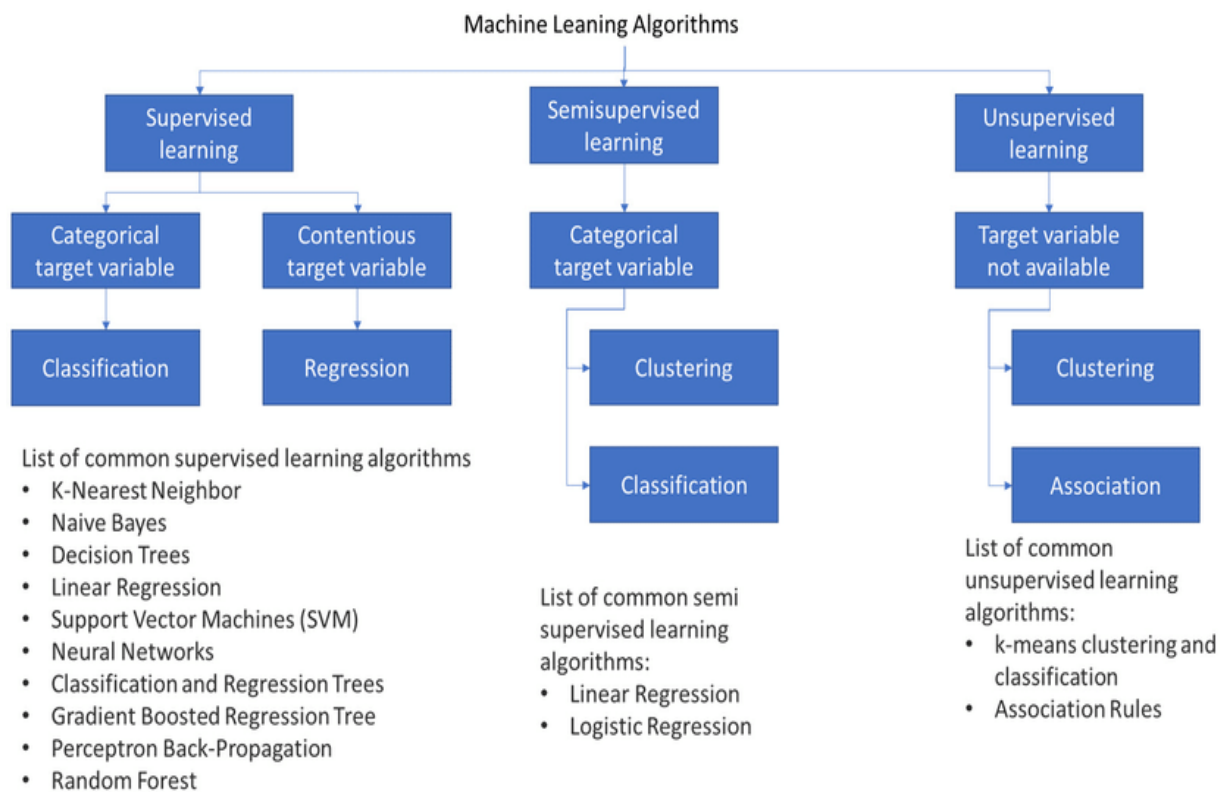 Machine Leaning Algorithms
Supervised
learning
Semisupervised
learning
Unsupervised
learning
Categorical
target variable
Contentious
target variable
Categorical
target variable
Target variable
not available
Classification
Regression
Clustering
Clustering
Classification
Association
List of common supervised learning algorithms
• K-Nearest Neighbor
• Naive Bayes
• Decision Trees
• Linear Regression
• Support Vector Machines (SVM)
• Neural Networks
• Classification and Regression Trees
• Gradient Boosted Regression Tree
• Perceptron Back-Propagation
• Random Forest
List of common semi
supervised learning
algorithms:
• Linear Regression
• Logistic Regression
List of common
unsupervised learning
algorithms:
• k-means clustering and
classification
• Association Rules